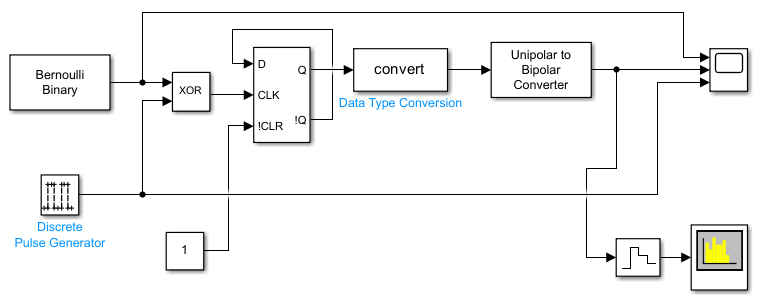 Bernoulli
Binary
XOR
D
Q
CLK
!CLR
!Q
convert
Data Type Conversion
Unipolar to
Bipolar
Converter
Discrete
Pulse Generator
1